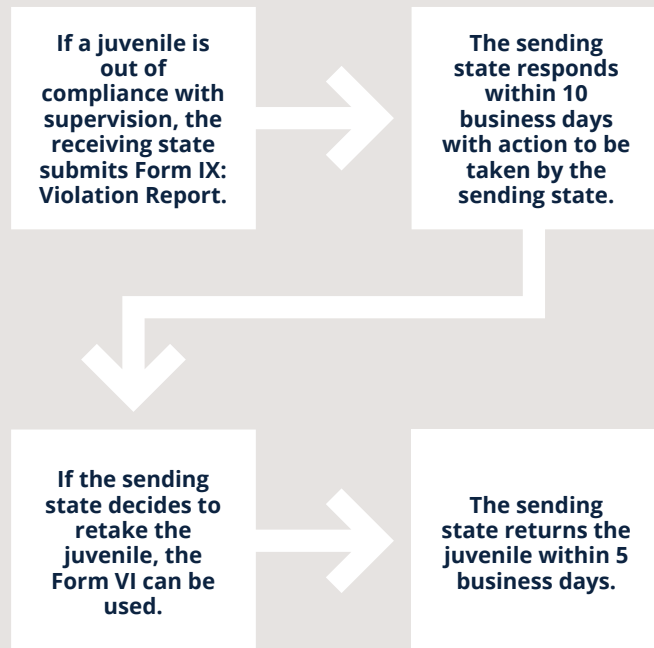 If a juvenile is
out of
compliance with
supervision, the
receiving state
submits Form IX:
Violation Report.
The sending
state responds
within 10
business days
with action to be
taken by the
sending state.
If the sending
state decides to
retake the
juvenile, the
Form VI can be
used.
The sending
state returns the
juvenile within 5
business days.